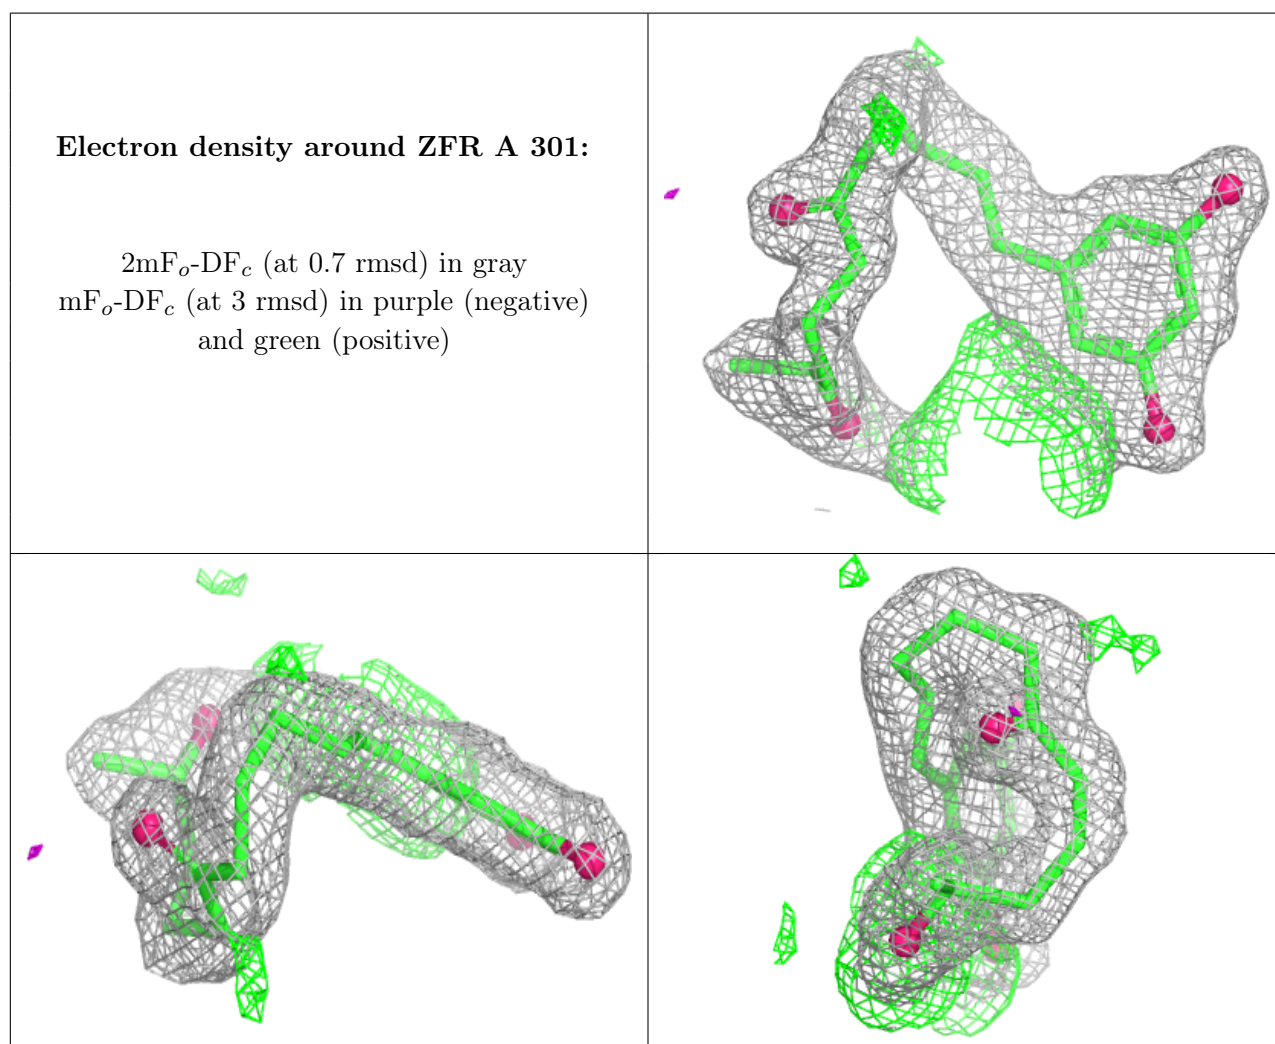 Electron density around ZFR A 301:
2mFo-DFc (at 0.7 rmsd) in gray
mFo-DFc (at 3 rmsd) in purple (negative)
and green (positive)